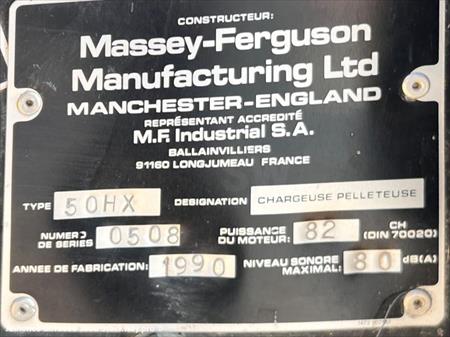 CONSTRUCTEUR:
Massey-Ferguson
Manufacturing Ltd
MANCHESTER-ENGLAND
REPRÉSENTANT ACCREDITÉ
M.F. Industrial S.A.
BALLAINVILLIERS
91160 LONGJUMEAU FRANCE
TYPE 50HX DESIGNATION CHARGEUSE PELLETEUSE
NUMERO DE SERIES 0508 PUISSANCE DU MOTEUR: 82 CH (DIN 70020)
ANNEE DE FABRICATION: 1990 NIVEAU SONORE MAXIMAL: 80 dB(A)